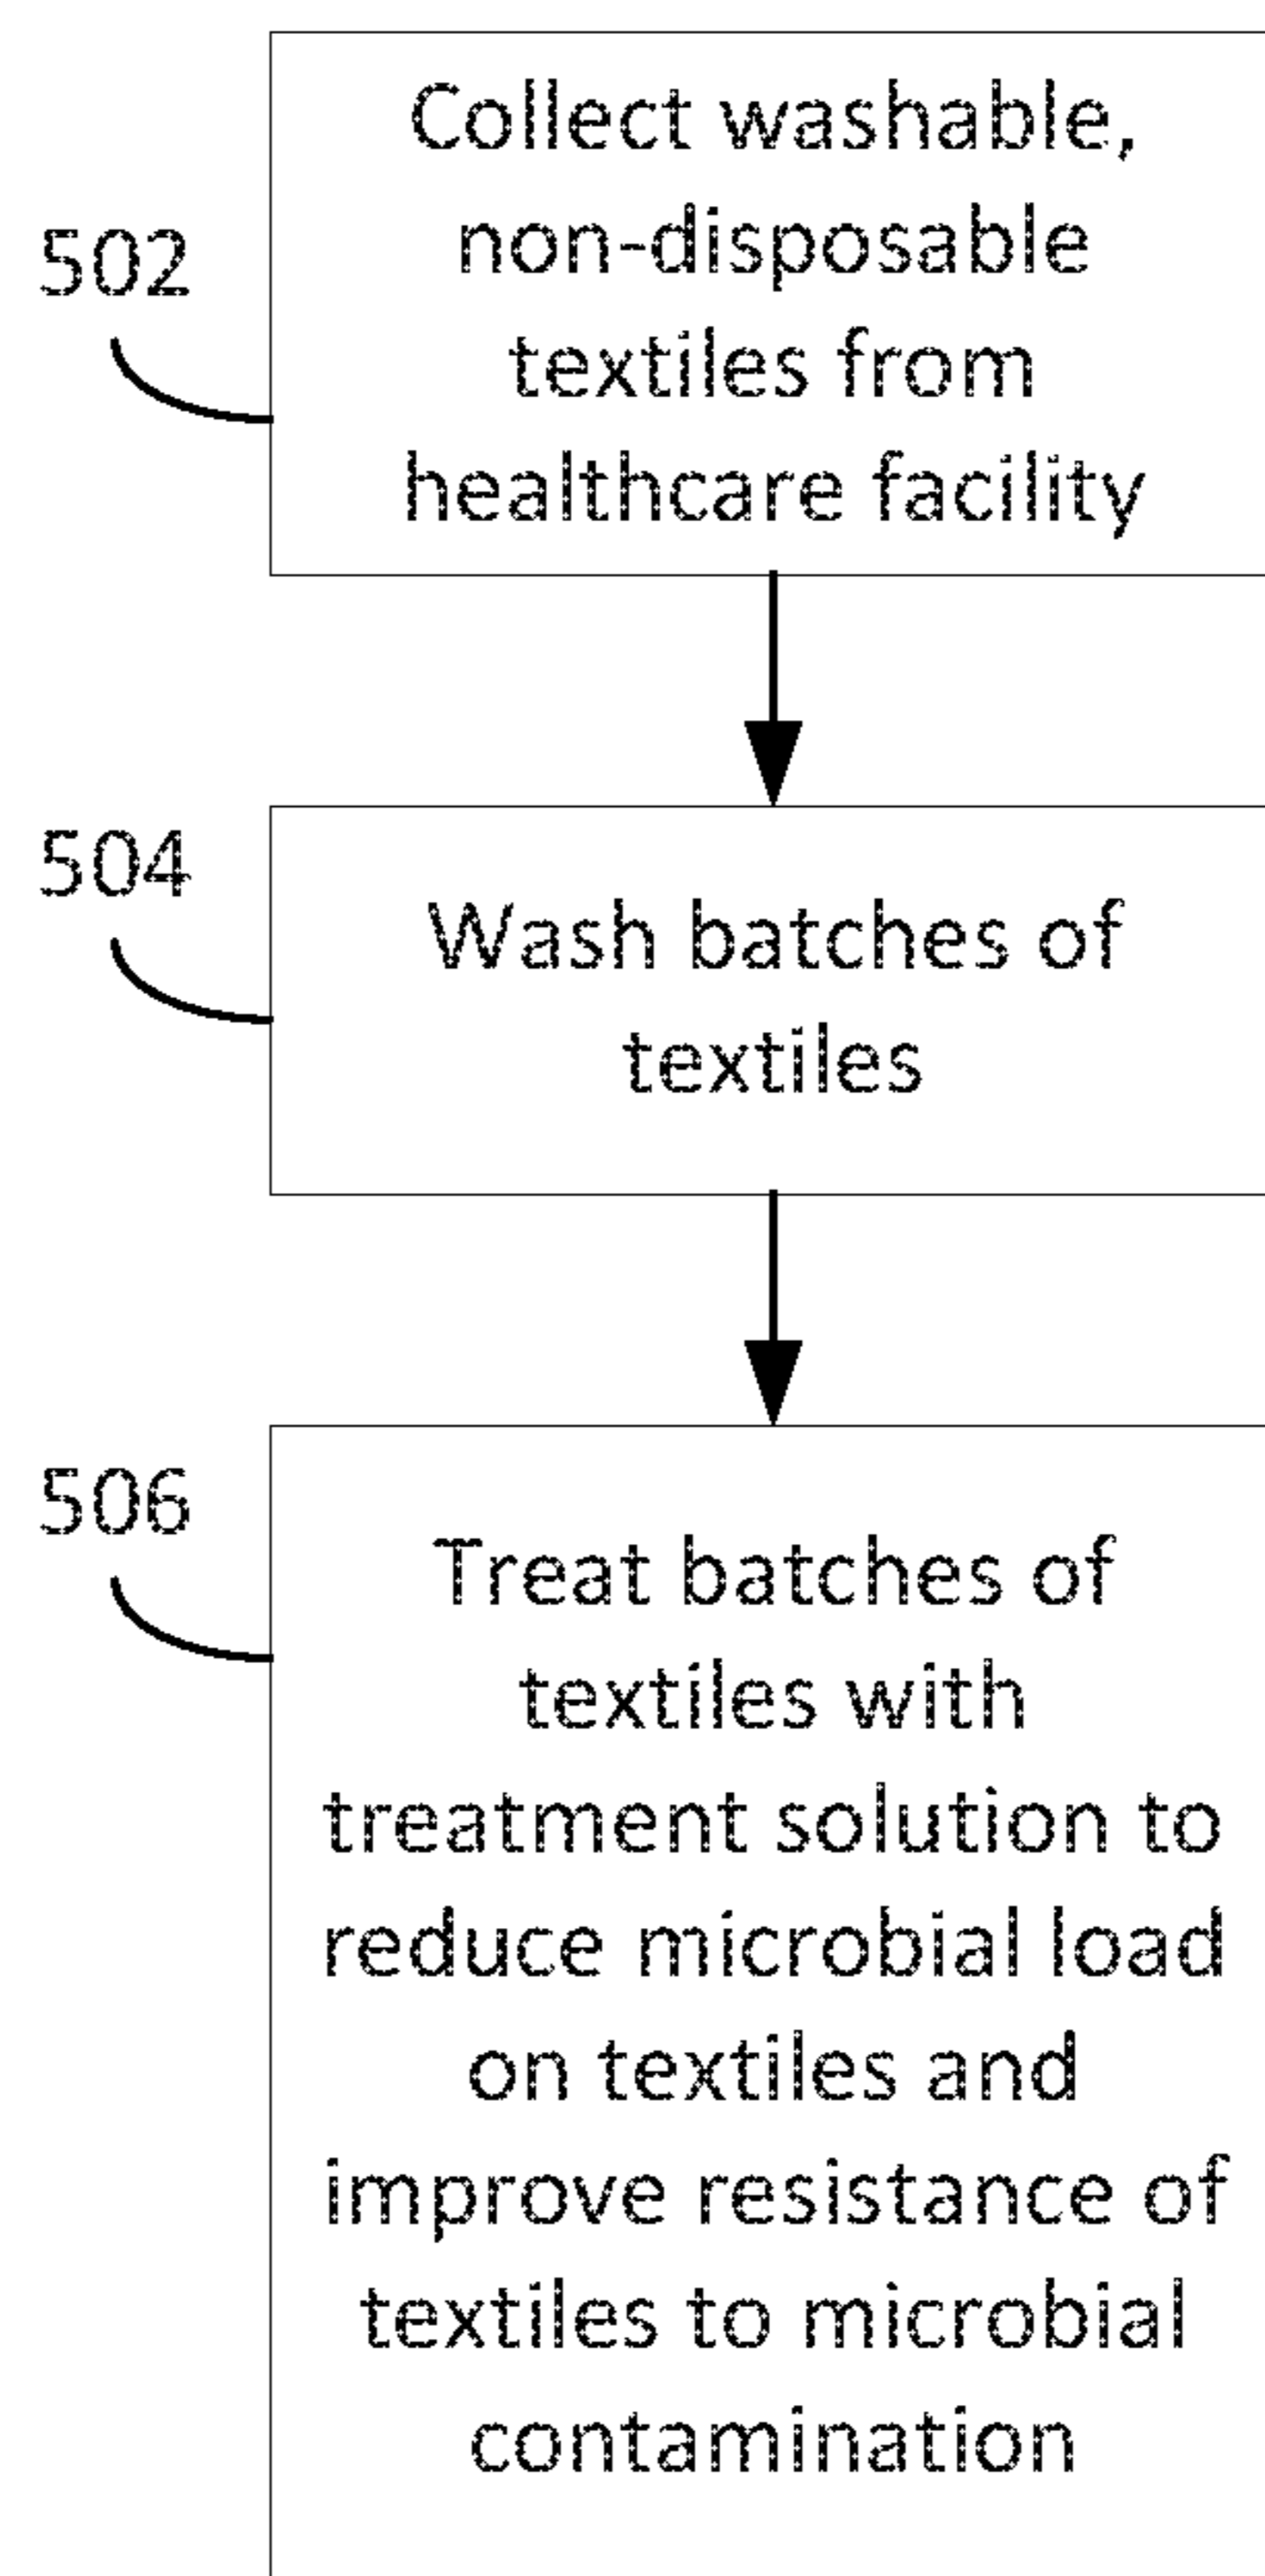 Collect washable,
non-disposable
502
textiles from
healthcare facility
504
Wash batches of
textiles
506
Treat batches of
textiles with
treatment solution to
reduce microbial load
on textiles and
improve resistance of
textiles to microbial
contamination